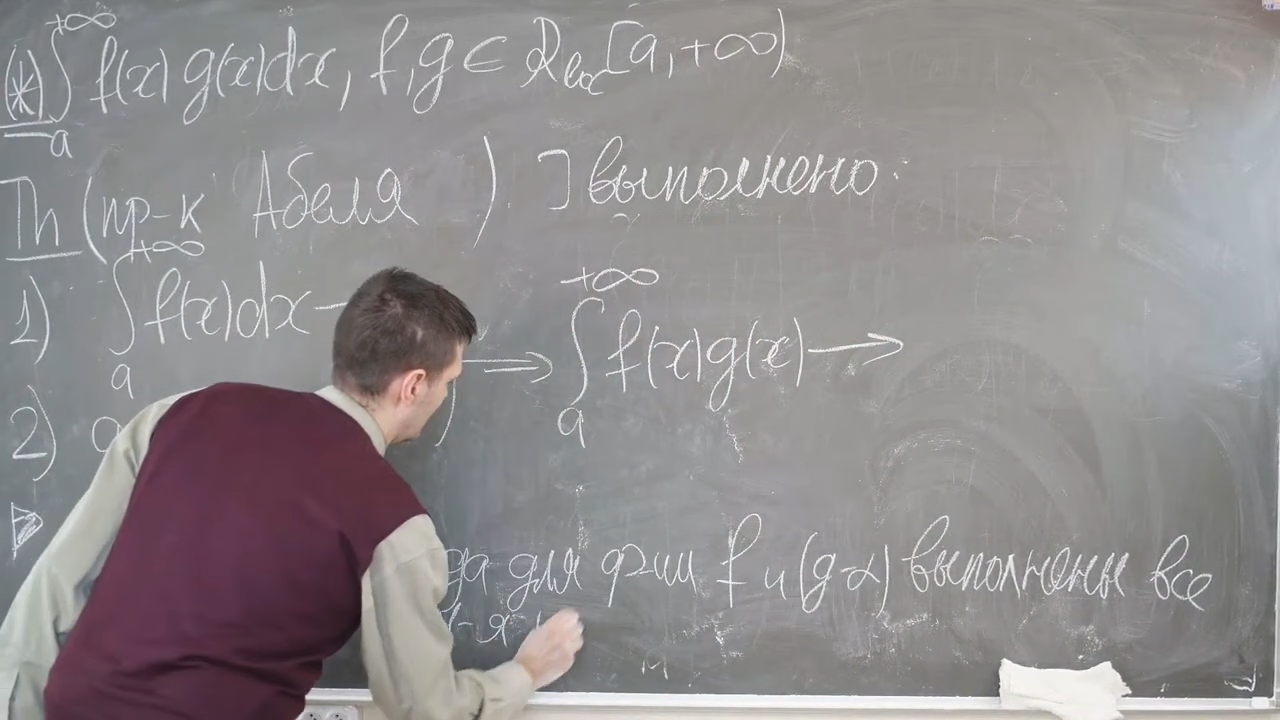 (*) ∫_a^{+∞} f(x)g(x)dx, f,g ∈ ℛ_loc[a,+∞)
Th (пр-к Абеля ) ] выполнено:
1) ∫_a^{+∞} f(x)dx → ⇒ ∫_a^{+∞} f(x)g(x) →
2)
да для ф-ции f и (g-α) выполнены все